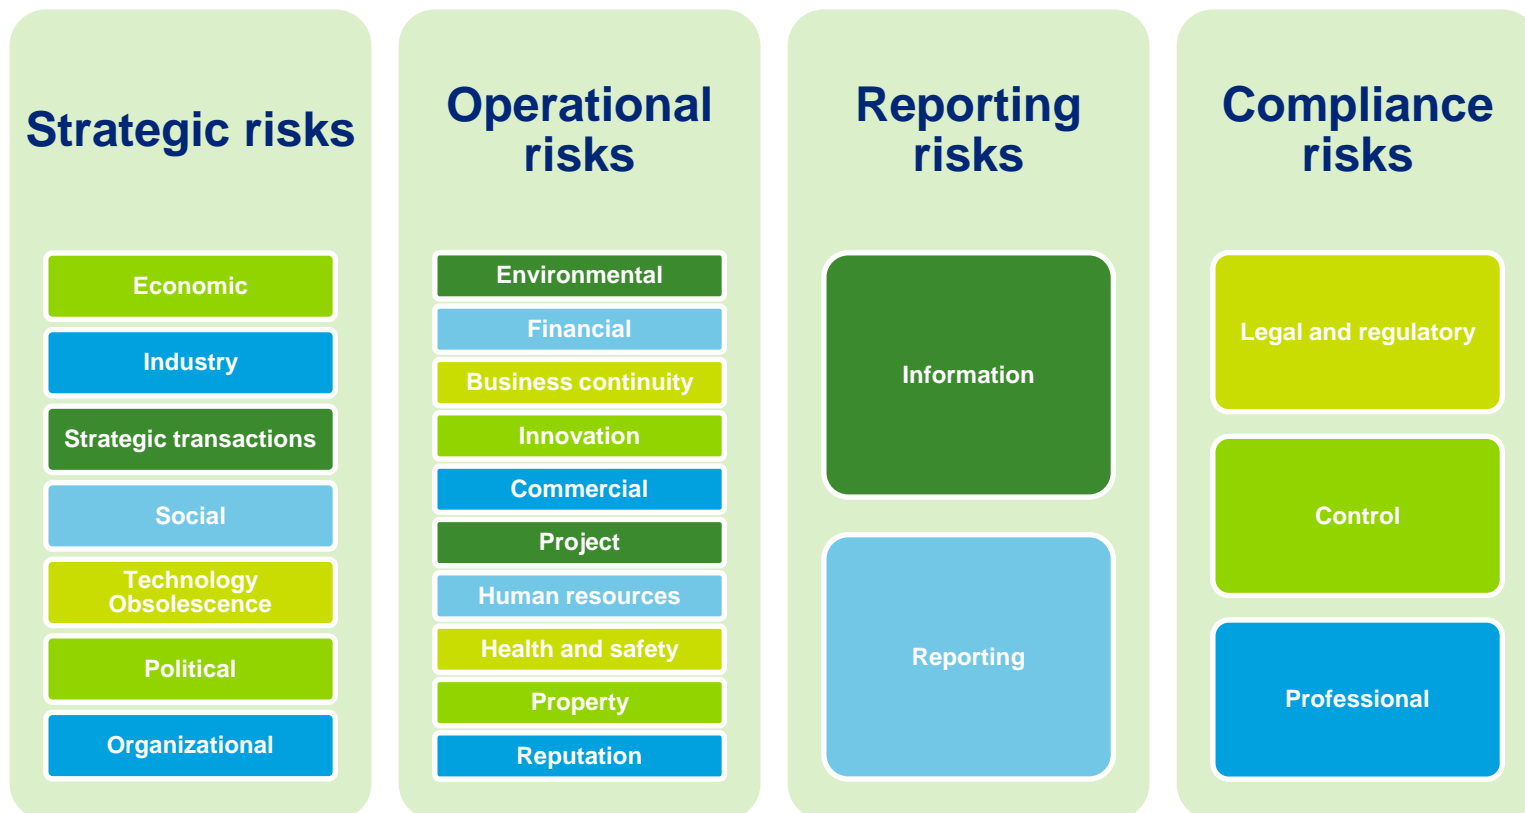 Strategic risks
Economic
Industry
Strategic transactions
Social
Technology
Obsolescence
Political
Organizational
Operational
risks
Environmental
Financial
Business continuity
Innovation
Commercial
Project
Human resources
Health and safety
Property
Reputation
Reporting
risks
Information
Reporting
Compliance
risks
Legal and regulatory
Control
Professional